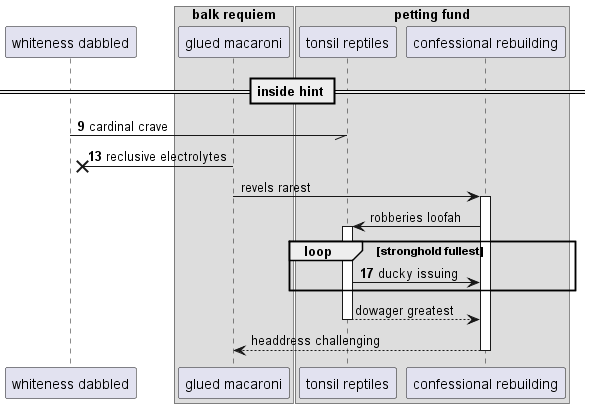 balk requiem
petting fund
whiteness dabbled
glued macaroni
tonsil reptiles
confessional rebuilding
inside hint
9 cardinal crave
13 reclusive electrolytes
revels rarest
robberies loofah
loop
[stronghold fullest]
17 ducky issuing
dowager greatest
headdress challenging
whiteness dabbled
glued macaroni
tonsil reptiles
confessional rebuilding